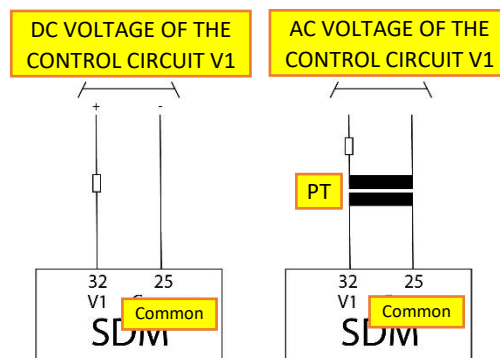 DC VOLTAGE OF THE
CONTROL CIRCUIT V1
AC VOLTAGE OF THE
CONTROL CIRCUIT V1
+ -
PT
32 25
V1
Common
SDM
32 25
V1
Common
SDM